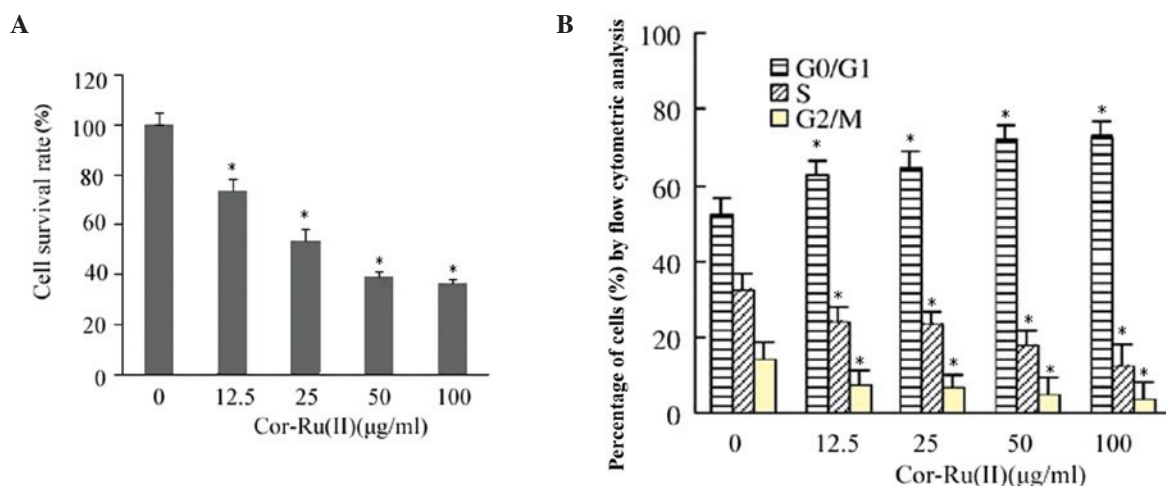 A
120
100
80
60
40
20
0
Cell survival rate (%)
* * * *
0 12.5 25 50 100
Cor-Ru(II)(μg/ml)
B
100
80
60
40
20
0
Percentage of cells (%) by flow cytometric analysis
G0/G1
S
G2/M
* * * *
* * * *
* * * *
0 12.5 25 50 100
Cor-Ru(II)(μg/ml)